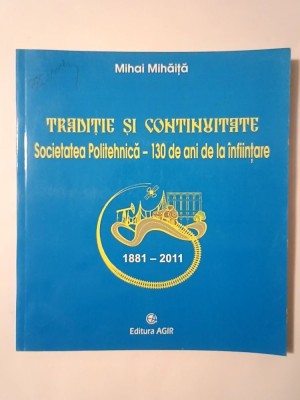 Mihai Mihăiță
TRADIȚIE ȘI CONTINUITATE
Societatea Politehnică – 130 de ani de la înființare
1881 – 2011
Editura AGIR